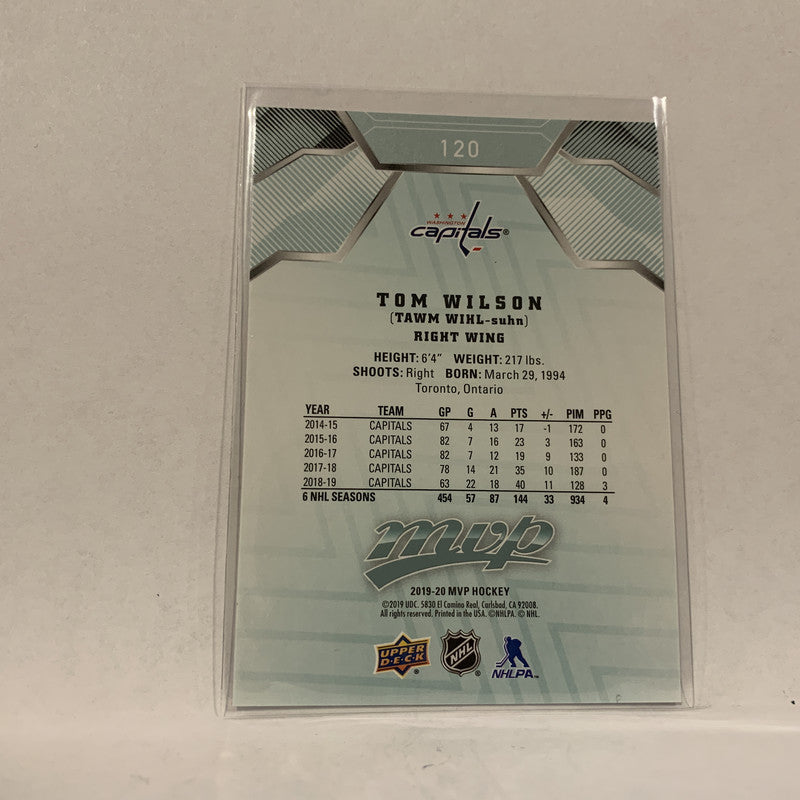 120
WASHINGTON
capitals®
TOM WILSON
(TAWM WIHL-suhn)
RIGHT WING
HEIGHT: 6'4" WEIGHT: 217 lbs.
SHOOTS: Right BORN: March 29, 1994
Toronto, Ontario
YEAR TEAM GP G A PTS +/- PIM PPG
2014-15 CAPITALS 67 4 13 17 -1 172 0
2015-16 CAPITALS 82 7 16 23 3 163 0
2016-17 CAPITALS 82 7 12 19 9 133 0
2017-18 CAPITALS 78 14 21 35 10 187 0
2018-19 CAPITALS 63 22 18 40 11 128 3
6 NHL SEASONS 454 57 87 144 33 934 4
mvp
2019-20 MVP HOCKEY
©2019 UDC. 5830 El Camino Real, Carlsbad, CA 92008.
All rights reserved. Printed in the USA. ©NHLPA. © NHL.
UPPER DECK® NHL® NHLPA™
P